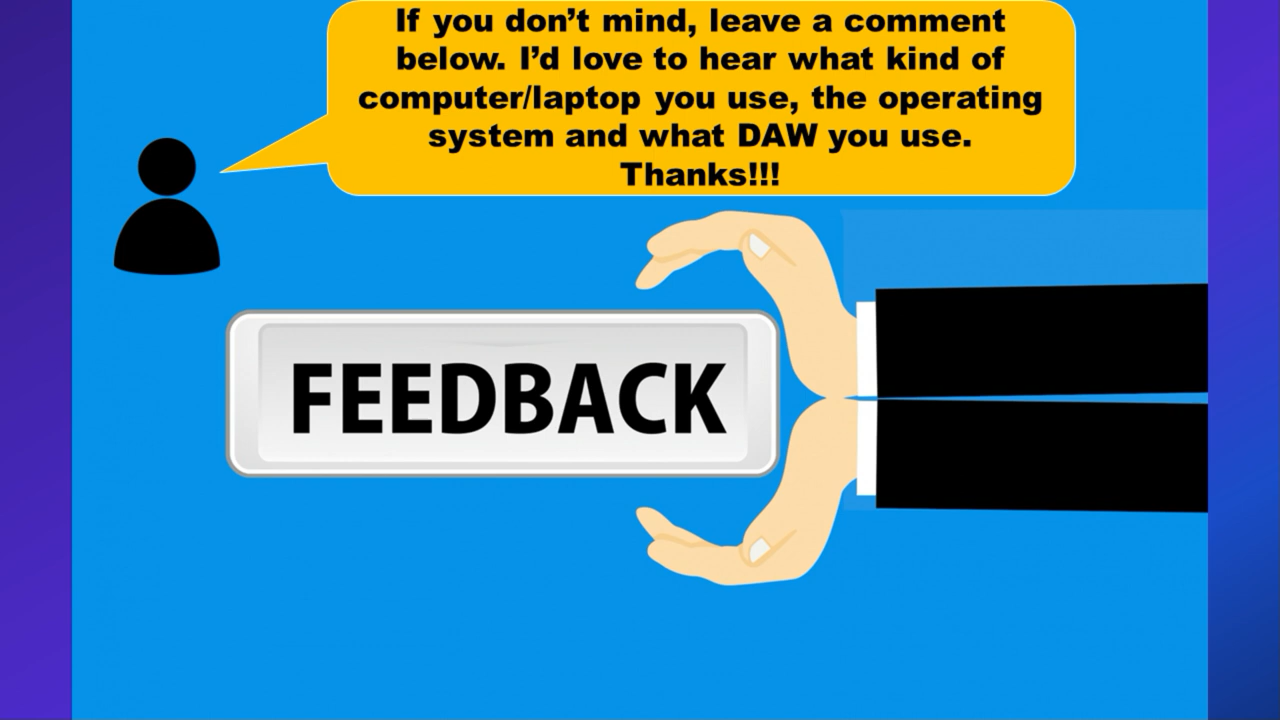 If you don’t mind, leave a comment
below. I’d love to hear what kind of
computer/laptop you use, the operating
system and what DAW you use.
Thanks!!!
FEEDBACK